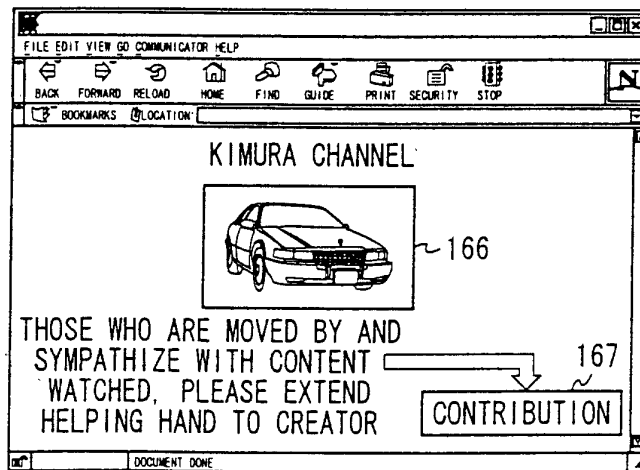 FILE EDIT VIEW GO COMMUNICATOR HELP
BACK FORWARD RELOAD HOME FIND GUIDE PRINT SECURITY STOP
N
BOOKMARKS LOCATION
KIMURA CHANNEL
166
THOSE WHO ARE MOVED BY AND
SYMPATHIZE WITH CONTENT
WATCHED, PLEASE EXTEND
HELPING HAND TO CREATOR
167
CONTRIBUTION
DOCUMENT DONE